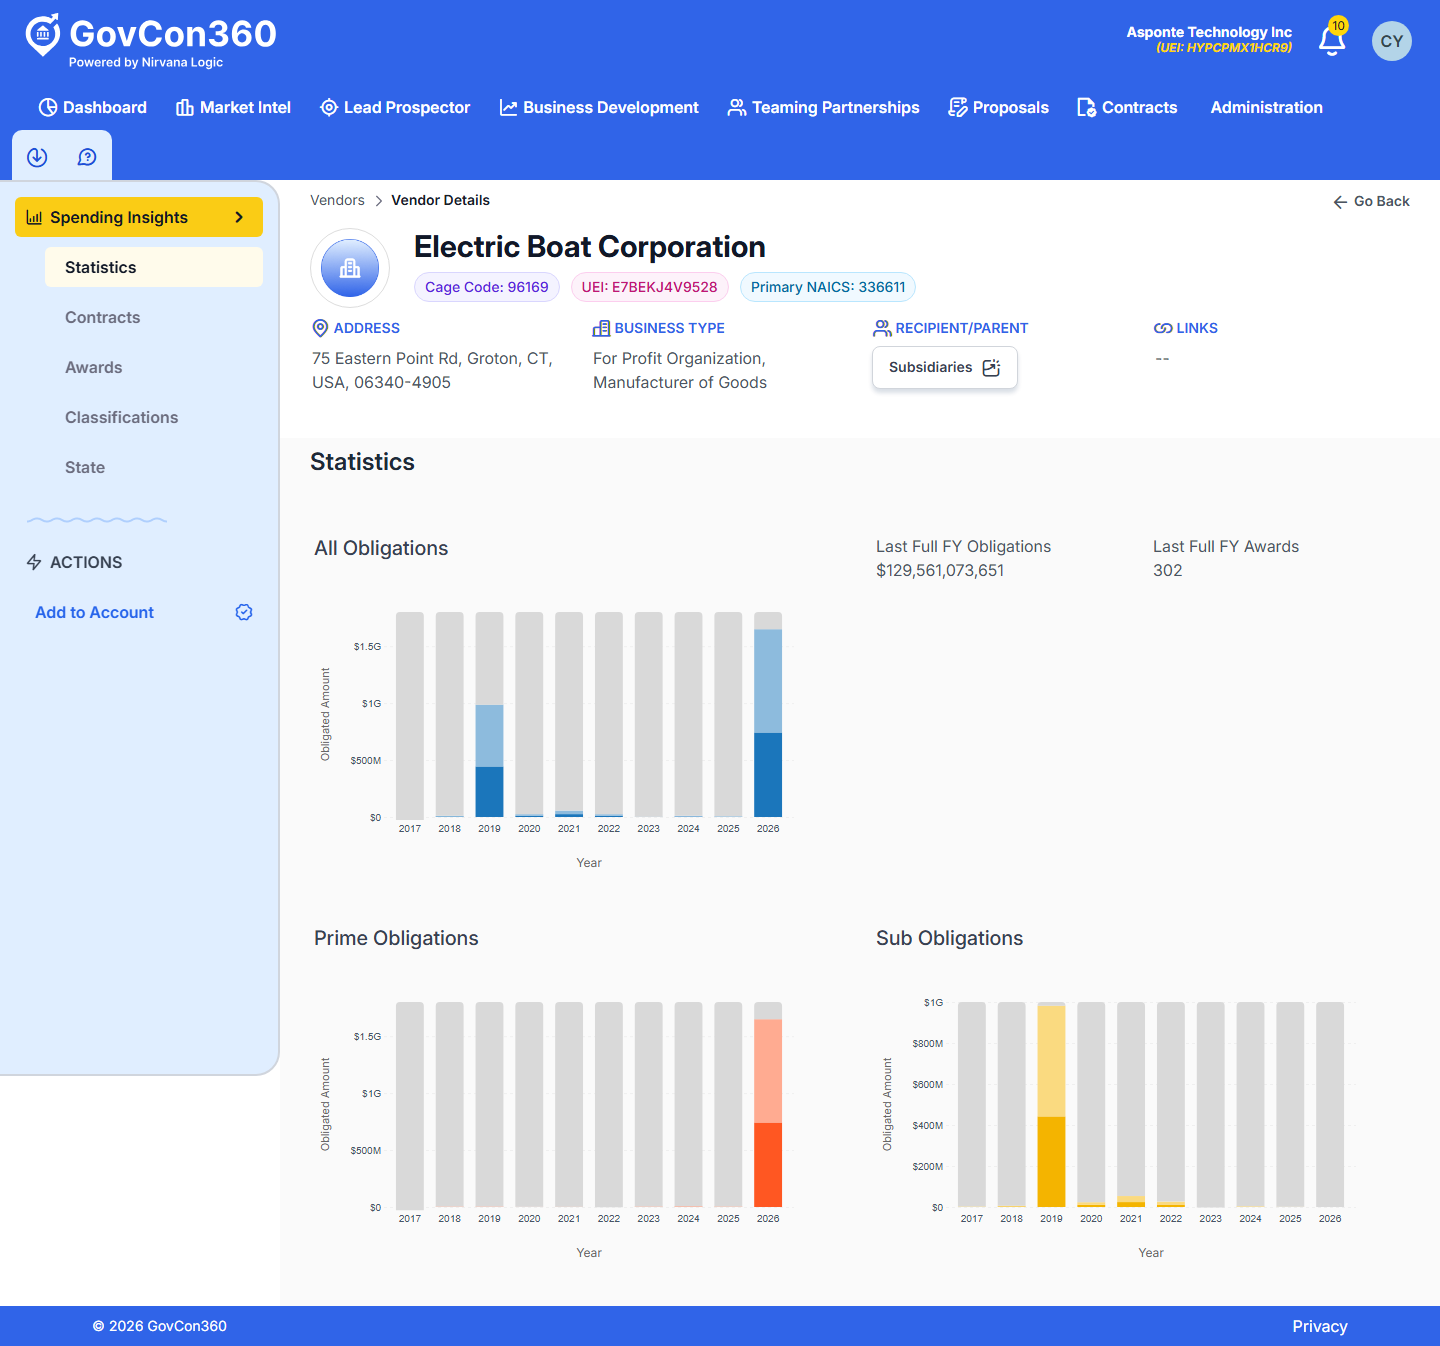 GovCon360
Powered by Nirvana Logic
Asponte Technology Inc
(UEI: HYPCPMX1HCR9)
10
CY
Dashboard
Market Intel
Lead Prospector
Business Development
Teaming Partnerships
Proposals
Contracts
Administration
Spending Insights
Statistics
Contracts
Awards
Classifications
State
ACTIONS
Add to Account
Vendors
Vendor Details
Go Back
Electric Boat Corporation
Cage Code: 96169
UEI: E7BEKJ4V9528
Primary NAICS: 336611
ADDRESS
75 Eastern Point Rd, Groton, CT,
USA, 06340-4905
BUSINESS TYPE
For Profit Organization,
Manufacturer of Goods
RECIPIENT/PARENT
Subsidiaries
LINKS
--
Statistics
All Obligations
Last Full FY Obligations
$129,561,073,651
Last Full FY Awards
302
Obligated Amount
$1.5G
$1G
$500M
$0
2017 2018 2019 2020 2021 2022 2023 2024 2025 2026
Year
Prime Obligations
Obligated Amount
$1.5G
$1G
$500M
$0
2017 2018 2019 2020 2021 2022 2023 2024 2025 2026
Year
Sub Obligations
Obligated Amount
$1G
$800M
$600M
$400M
$200M
$0
2017 2018 2019 2020 2021 2022 2023 2024 2025 2026
Year
© 2026 GovCon360
Privacy